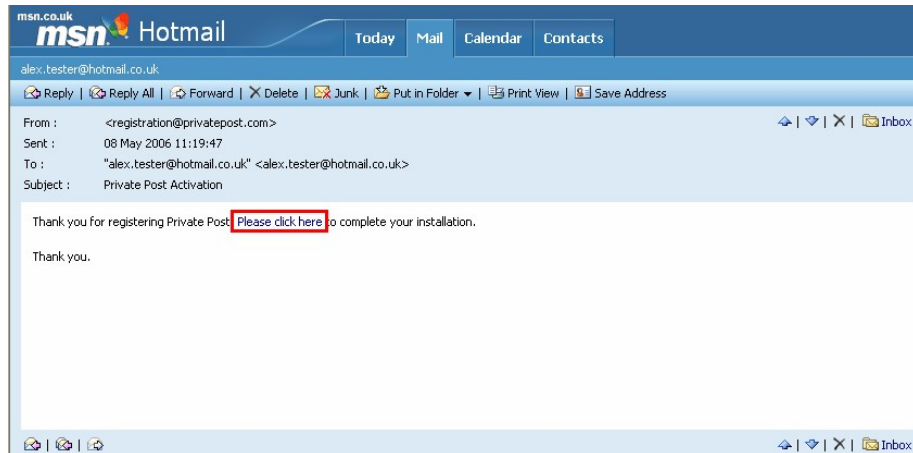 msn.co.uk
msn Hotmail
Today Mail Calendar Contacts
alex.tester@hotmail.co.uk
Reply | Reply All | Forward | Delete | Junk | Put in Folder | Print View | Save Address
From : <registration@privatepost.com> | | | Inbox
Sent : 08 May 2006 11:19:47
To : "alex.tester@hotmail.co.uk" <alex.tester@hotmail.co.uk>
Subject : Private Post Activation
Thank you for registering Private Post Please click here to complete your installation.
Thank you.
| | | | | Inbox